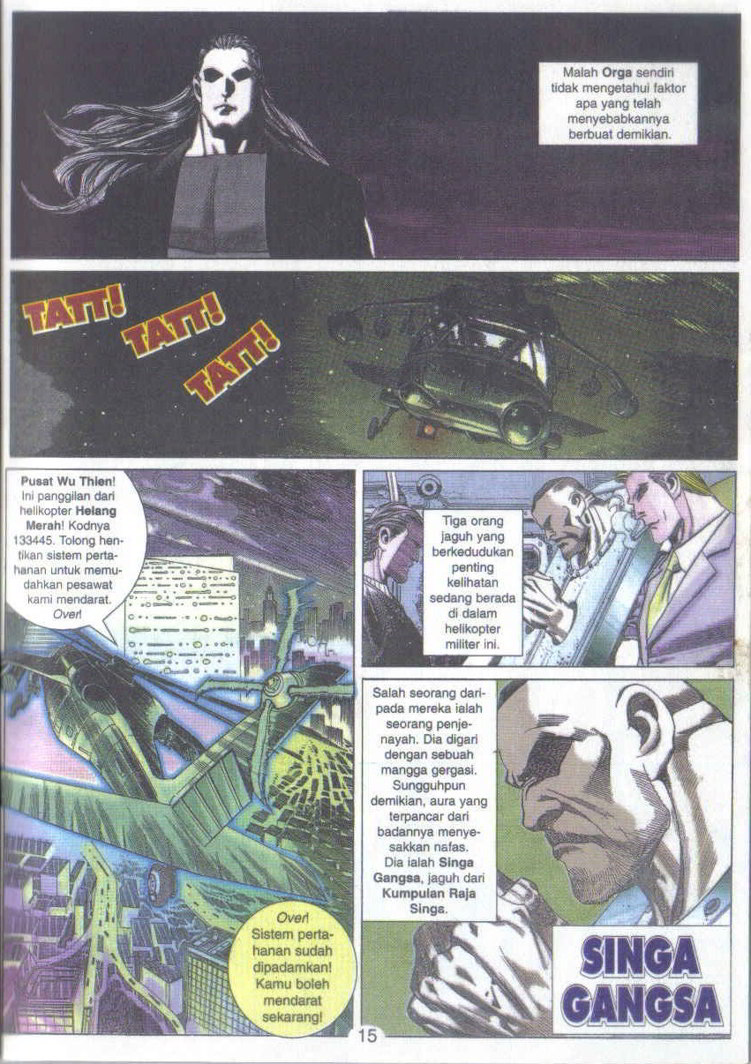 Malah Orga sendiri
tidak mengetahui faktor
apa yang telah
menyebabkannya
berbuat demikian.
TATT!
TATT!
TATT!
Pusat Wu Thien!
Ini panggilan dari
helikopter Helang
Merah! Kodnya
133445. Tolong hen-
tikan sistem perta-
hanan untuk memu-
dahkan pesawat
kami mendarat.
Over!
Tiga orang
jaguh yang
berkedudukan
penting
kelihatan
sedang berada
di dalam
helikopter
militer ini.
Over!
Sistem perta-
hanan sudah
dipadamkan!
Kamu boleh
mendarat
sekarang!
Salah seorang dari-
pada mereka ialah
seorang penje-
nayah. Dia digari
dengan sebuah
mangga gergasi.
Sungguhpun
demikian, aura yang
terpancar dari
badannya menye-
sakkan nafas.
Dia ialah Singa
Gangsa, jaguh dari
Kumpulan Raja
Singa.
SINGA
GANGSA
15